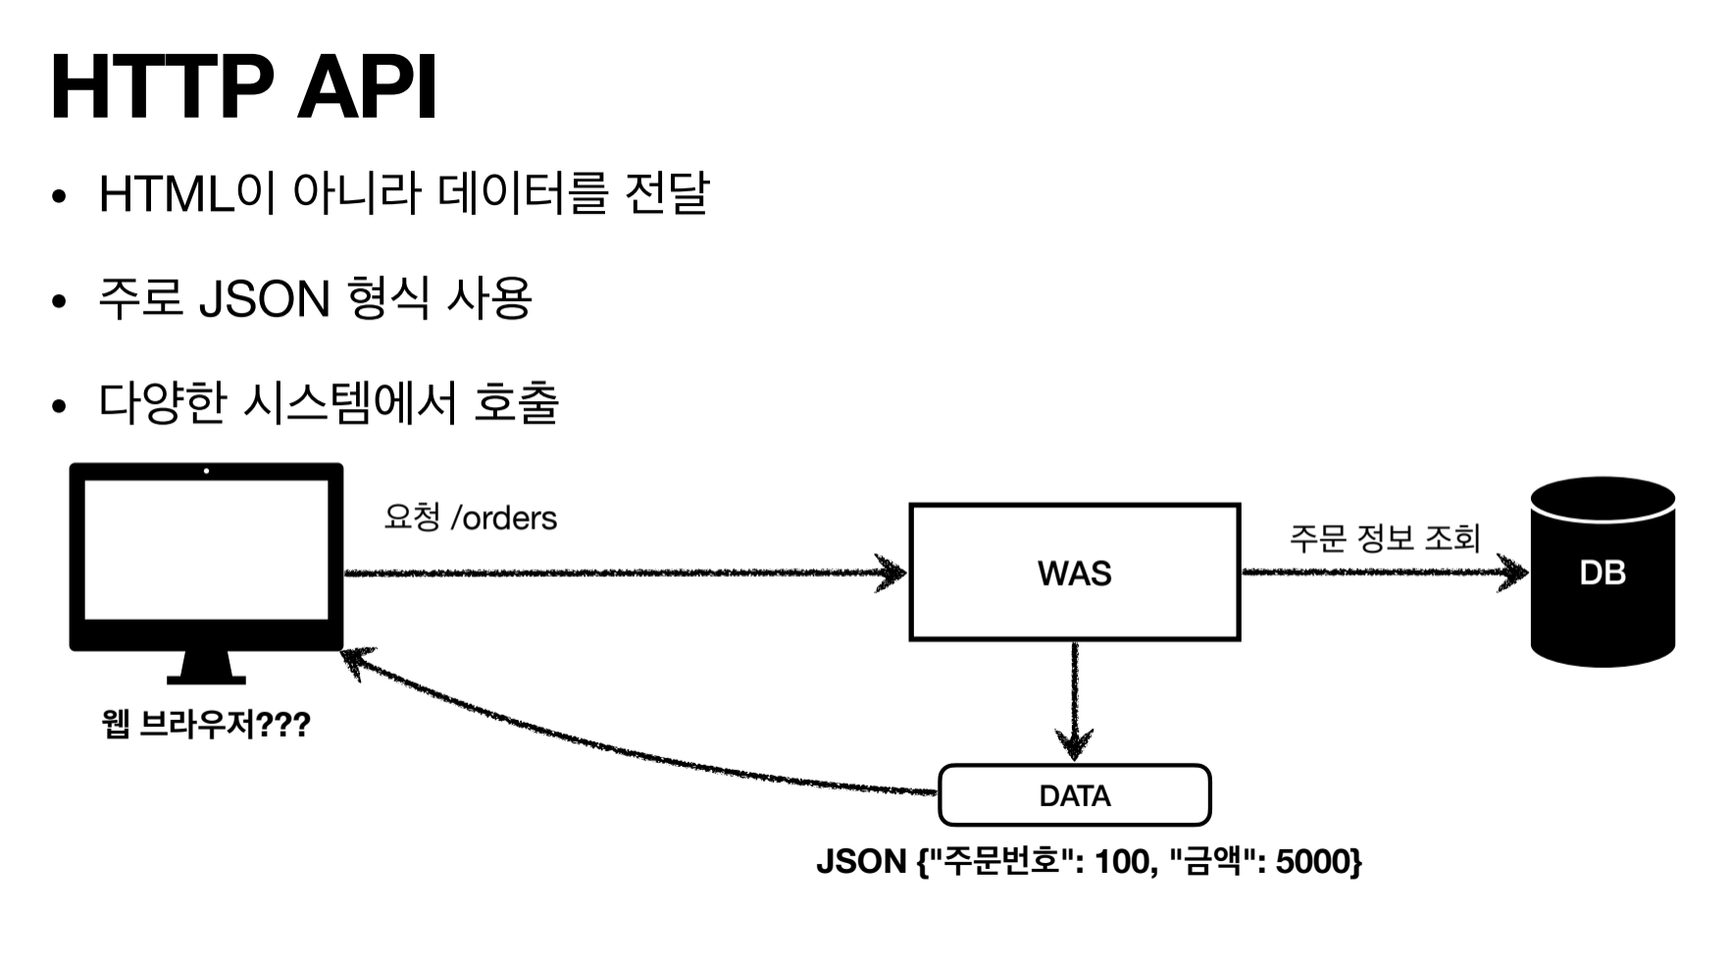 HTTP API
• HTML이 아니라 데이터를 전달
• 주로 JSON 형식 사용
• 다양한 시스템에서 호출
요청 /orders
WAS
주문 정보 조회
DB
웹 브라우저???
DATA
JSON {"주문번호": 100, "금액": 5000}